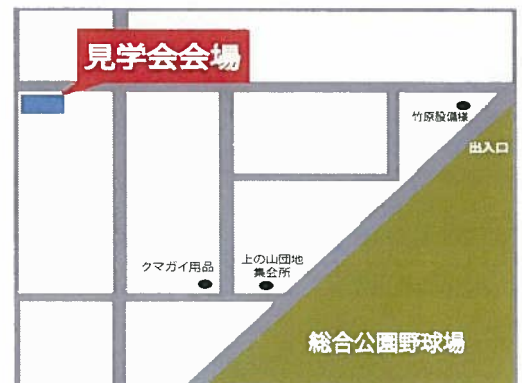 見学会会場
竹原設備様
出入口
クマガイ用品
上の山団地
集会所
総合公園野球場